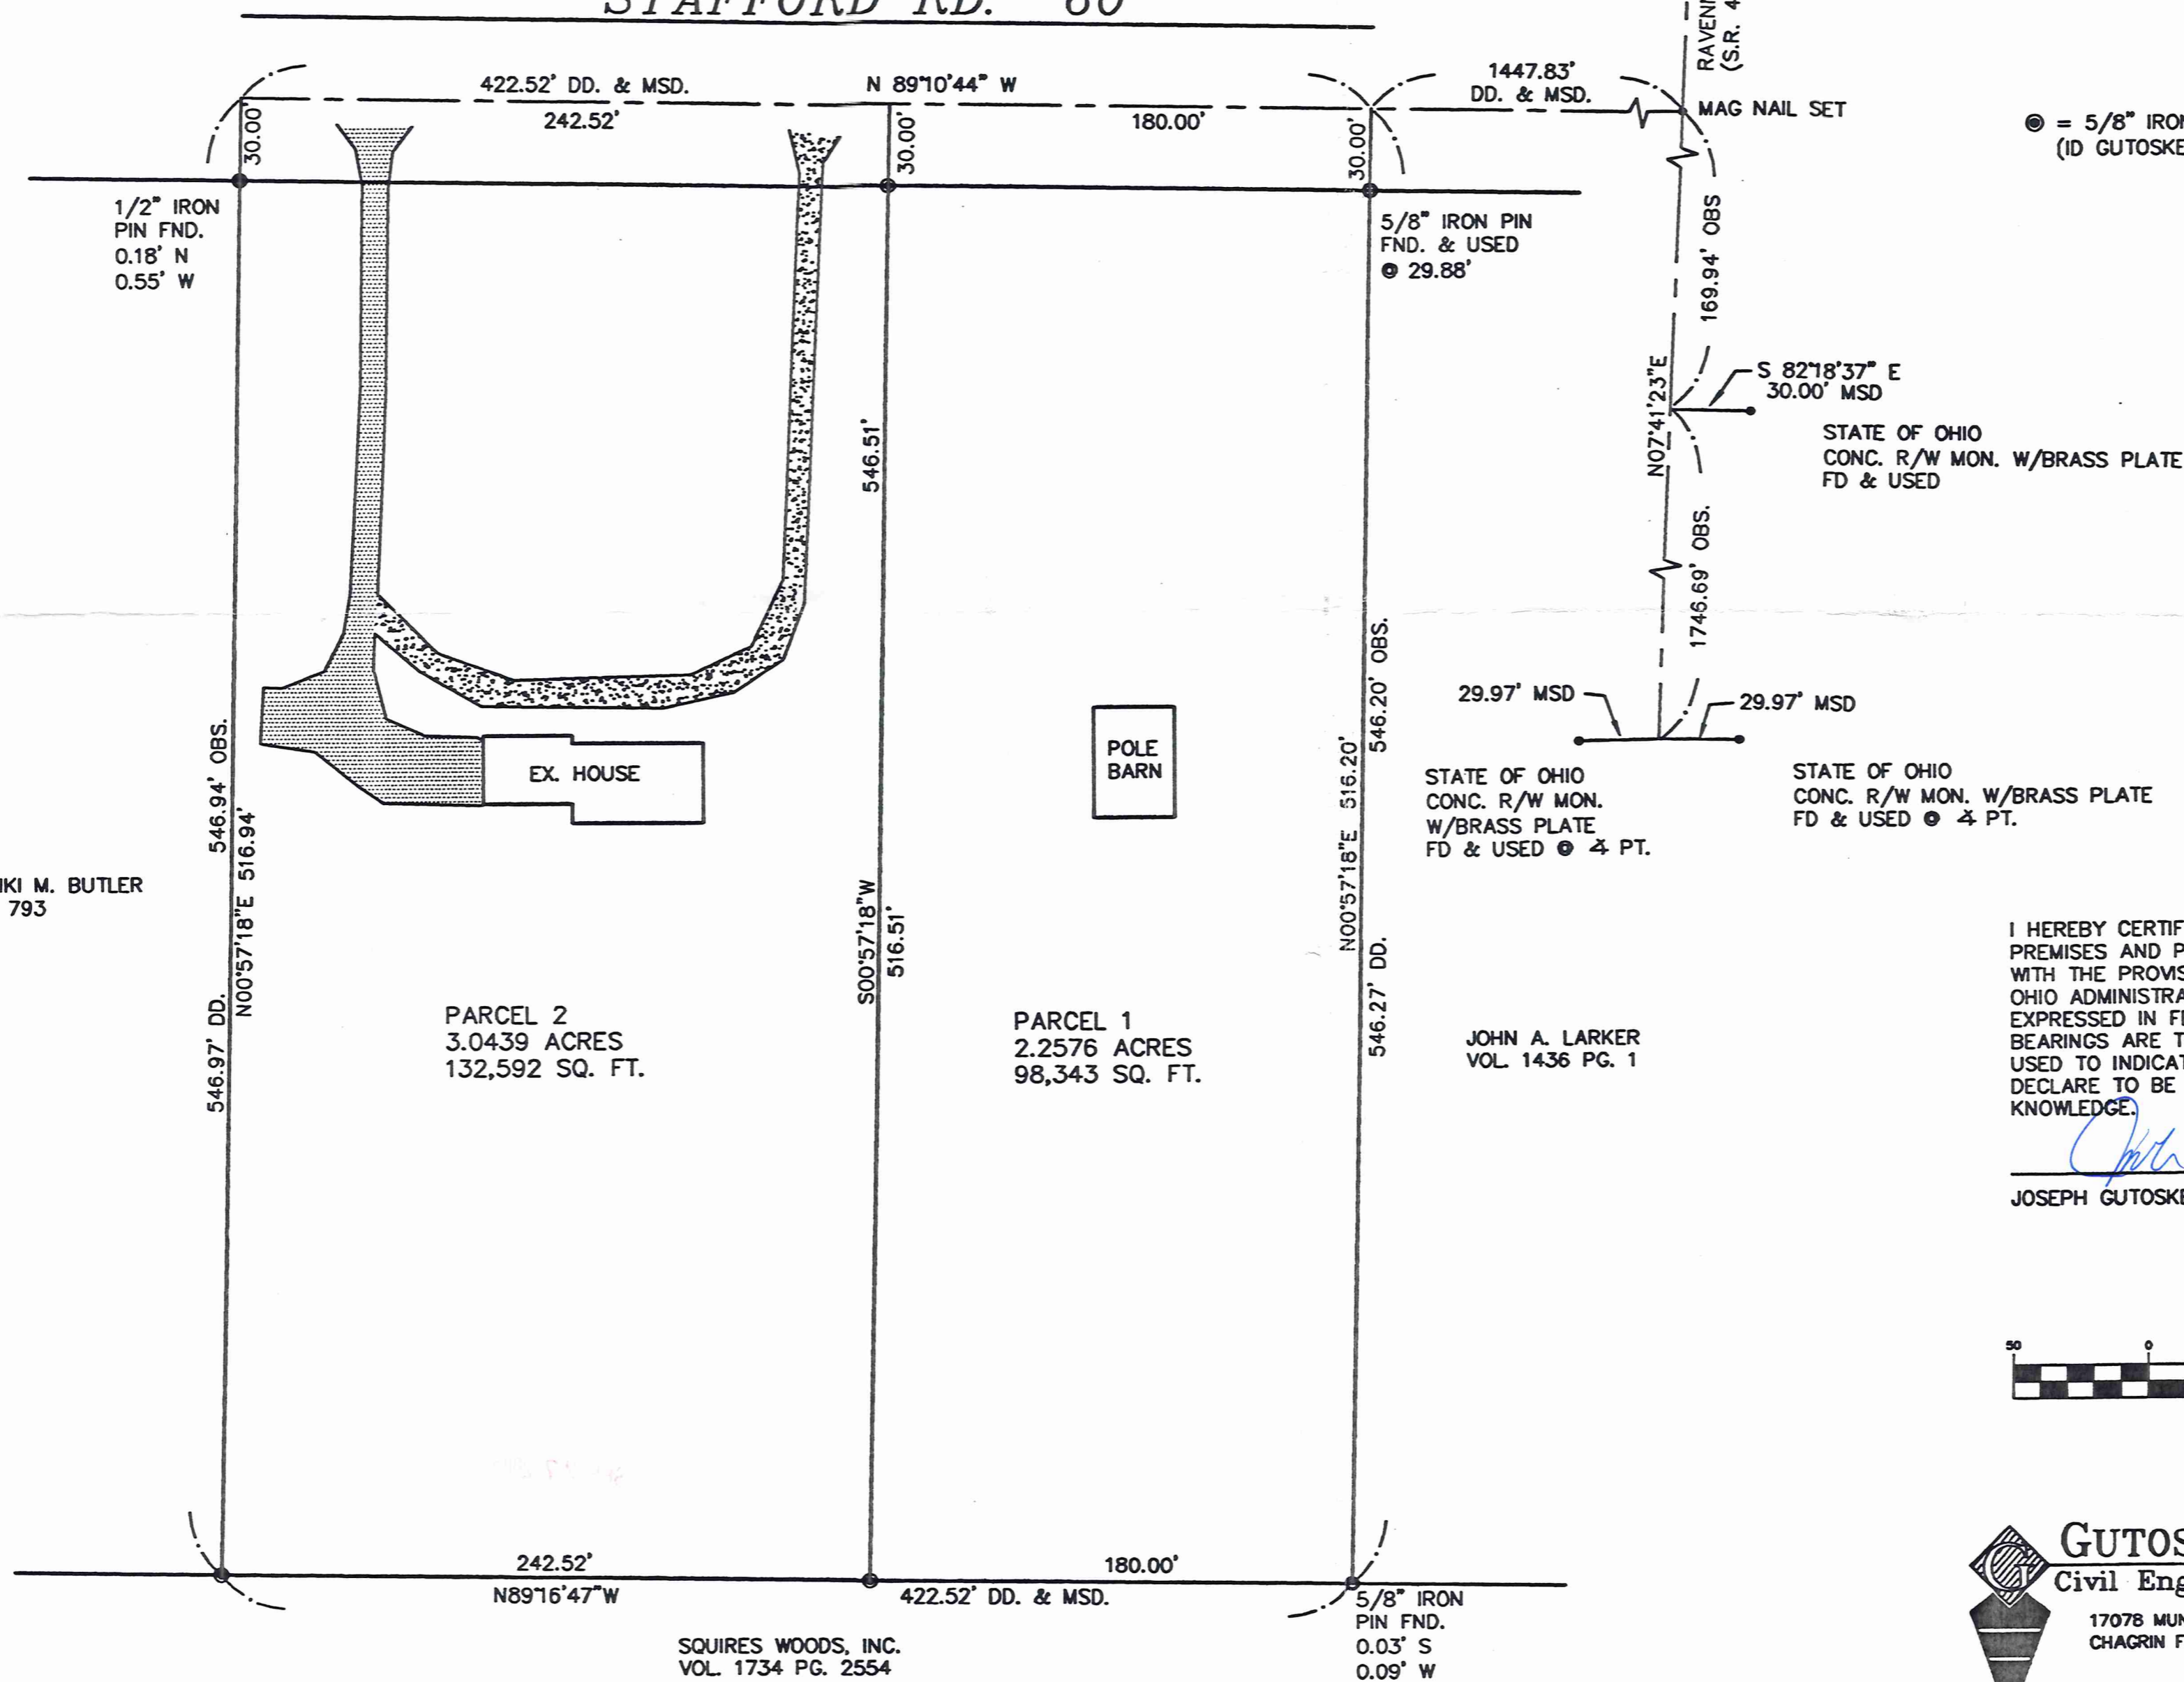 STAFFORD RD. 60'
422.52' DD. & MSD.
N 89°10'44" W
242.52'
180.00'
30.00'
30.00'
30.00'
1447.83'
DD. & MSD.
MAG NAIL SET
(S.R. 4
= 5/8" IRON
(ID GUTOSKE
1/2" IRON
PIN FND.
0.18' N
0.55' W
5/8" IRON PIN
FND. & USED
@ 29.88'
169.94' OBS
N07°41'23"E
S 82°18'37" E
30.00' MSD
STATE OF OHIO
CONC. R/W MON. W/BRASS PLATE
FD & USED
1746.69' OBS.
29.97' MSD
29.97' MSD
STATE OF OHIO
CONC. R/W MON.
W/BRASS PLATE
FD & USED @ ∡ PT.
STATE OF OHIO
CONC. R/W MON. W/BRASS PLATE
FD & USED @ ∡ PT.
546.51'
546.20' OBS.
N00°57'18"E 516.20'
546.27' DD.
546.94' OBS.
N00°57'18"E 516.94'
546.97' DD.
S00°57'18"W
516.51'
EX. HOUSE
POLE
BARN
IKI M. BUTLER
793
PARCEL 2
3.0439 ACRES
132,592 SQ. FT.
PARCEL 1
2.2576 ACRES
98,343 SQ. FT.
JOHN A. LARKER
VOL. 1436 PG. 1
I HEREBY CERTIF
PREMISES AND P
WITH THE PROVIS
OHIO ADMINISTRA
EXPRESSED IN FE
BEARINGS ARE T
USED TO INDICAT
DECLARE TO BE
KNOWLEDGE.
JOSEPH GUTOSKE
50 0
242.52'
N89°16'47"W
180.00'
422.52' DD. & MSD.
5/8" IRON
PIN FND.
0.03' S
0.09' W
SQUIRES WOODS, INC.
VOL. 1734 PG. 2554
G
GUTOS
Civil Eng
17078 MUN
CHAGRIN F